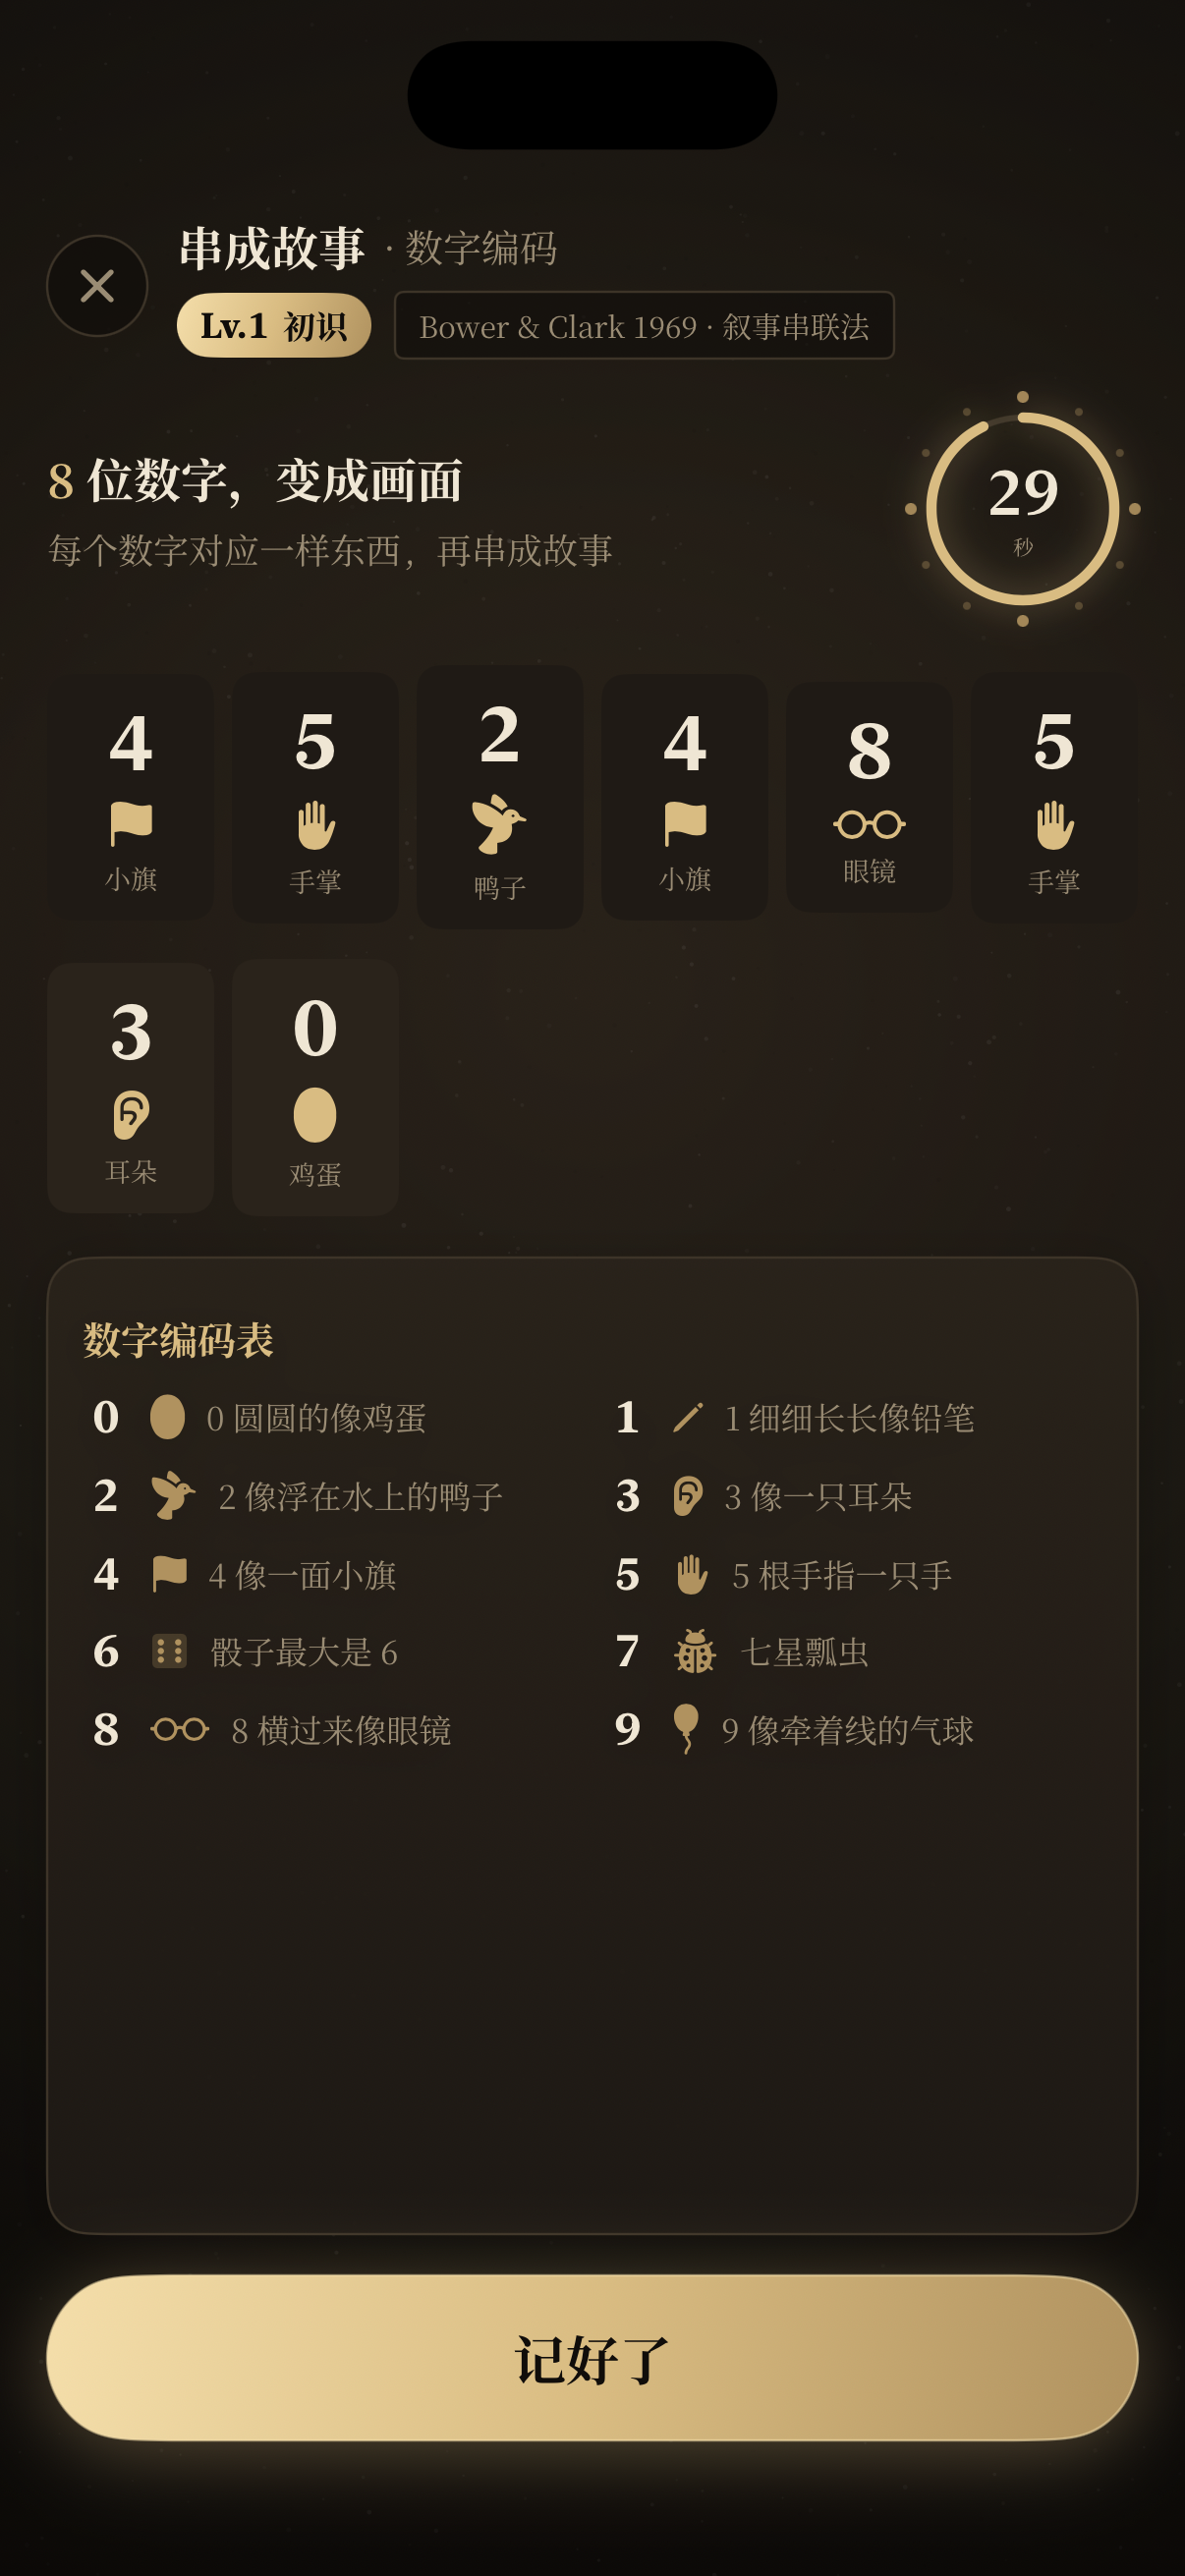 串成故事 · 数字编码
Lv.1 初识
Bower & Clark 1969 · 叙事串联法
8 位数字，变成画面
每个数字对应一样东西，再串成故事
29
秒
4 5 2 4 8 5
小旗 手掌 鸭子 小旗 眼镜 手掌
3 0
耳朵 鸡蛋
数字编码表
0 0 圆圆的像鸡蛋
1 1 细细长长像铅笔
2 2 像浮在水上的鸭子
3 3 像一只耳朵
4 4 像一面小旗
5 5 根手指一只手
6 骰子最大是 6
7 七星瓢虫
8 8 横过来像眼镜
9 9 像牵着线的气球
记好了